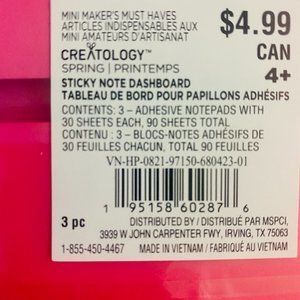 MINI MAKER'S MUST HAVES
ARTICLES INDISPENSABLES AUX
MINI AMATEURS D'ARTISANAT
$4.99
CAN
CREATOLOGY™
SPRING | PRINTEMPS
4+
STICKY NOTE DASHBOARD
TABLEAU DE BORD POUR PAPILLONS ADHÉSIFS
CONTENTS: 3 – ADHESIVE NOTEPADS WITH
30 SHEETS EACH, 90 SHEETS TOTAL
CONTENU : 3 – BLOCS-NOTES ADHÉSIFS DE
30 FEUILLES CHACUN, TOTAL 90 FEUILLES
VN-HP-0821-97150-680423-01
1 95158 60287 6
3 pc
DISTRIBUTED BY / DISTRIBUÉ PAR MSPCI,
3939 W JOHN CARPENTER FWY, IRVING, TX 75063
1-855-450-4467 MADE IN VIETNAM / FABRIQUÉ AU VIETNAM